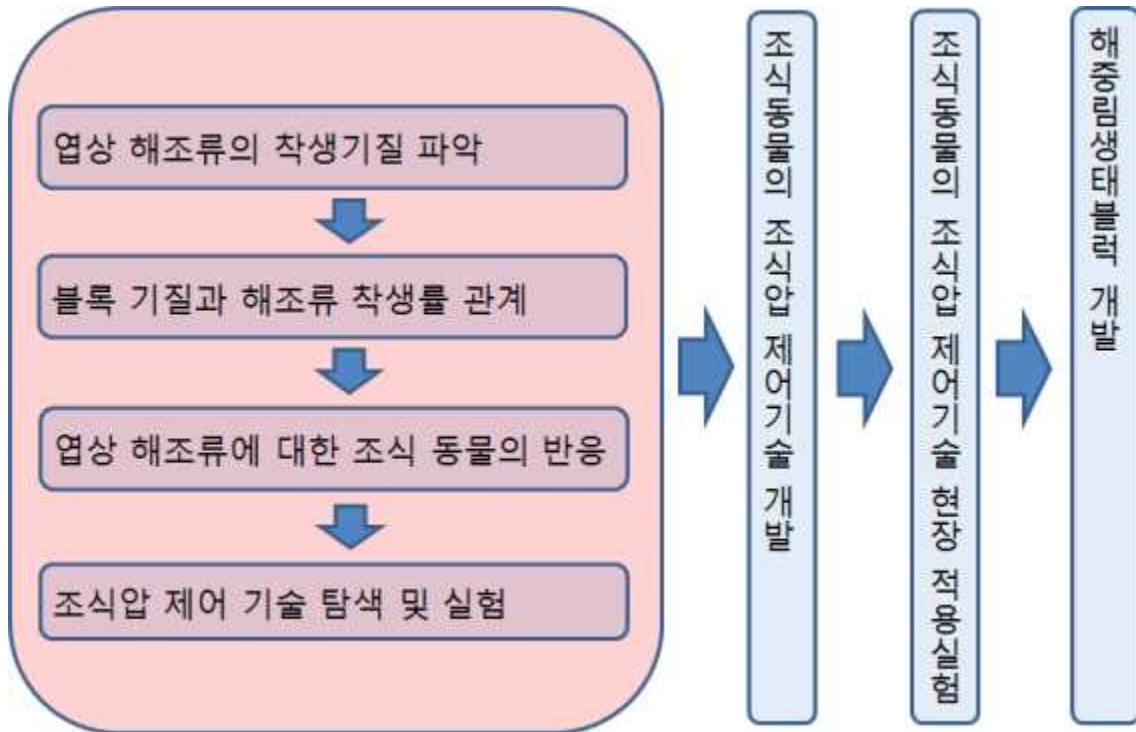 엽상 해조류의 착생기질 파악
블록 기질과 해조류 착생률 관계
엽상 해조류에 대한 조식 동물의 반응
조식압 제어 기술 탐색 및 실험
조식동물의 조식압 제어기술 개발
조식동물의 조식압 제어기술 현장 적용실험
해중림생태블럭 개발